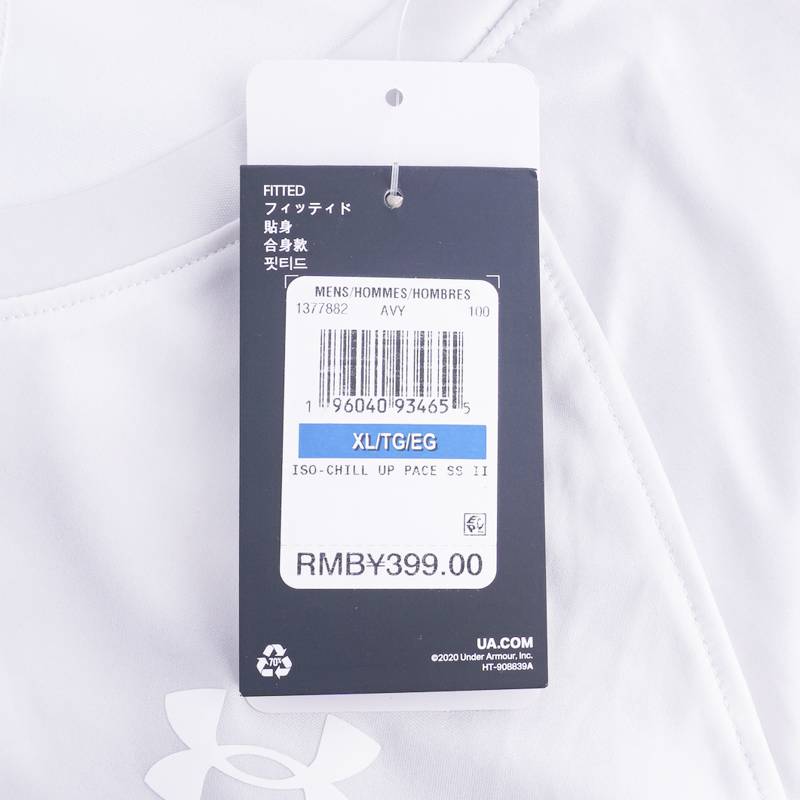 FITTED
フィッティド
貼身
合身款
핏티드
MENS/HOMMES/HOMBRES
1377882 AVY 100
1 96040 93465 5
XL/TG/EG
ISO-CHILL UP PACE SS II
RMB¥399.00
70%
UA.COM
©2020 Under Armour, Inc.
HT-908839A